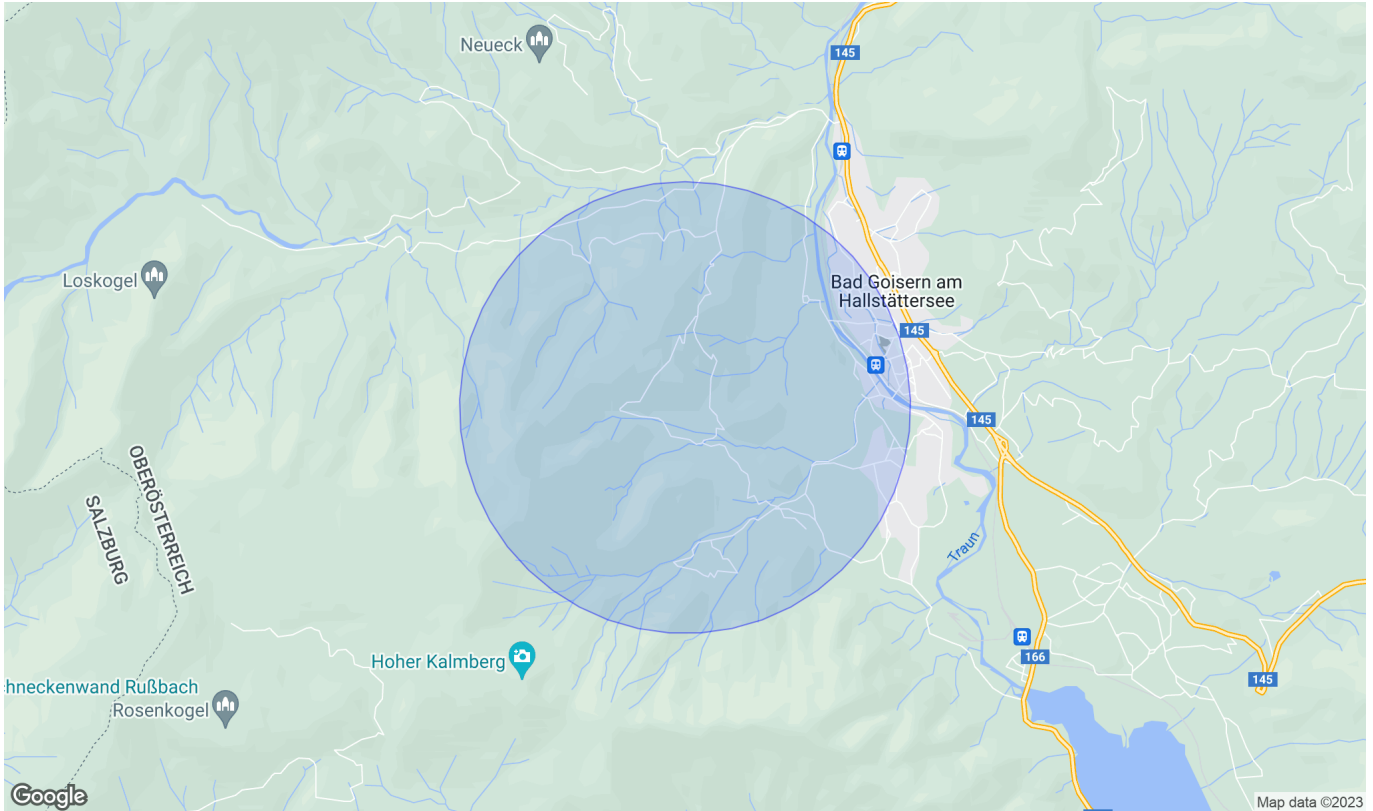 Neueck
145
Loskogel
Bad Goisern am
Hallstättersee
145
145
OBERÖSTERREICH
SALZBURG
Traun
Hoher Kalmberg
166
145
hneckenwand Rußbach
Rosenkogel
Google
Map data ©2023